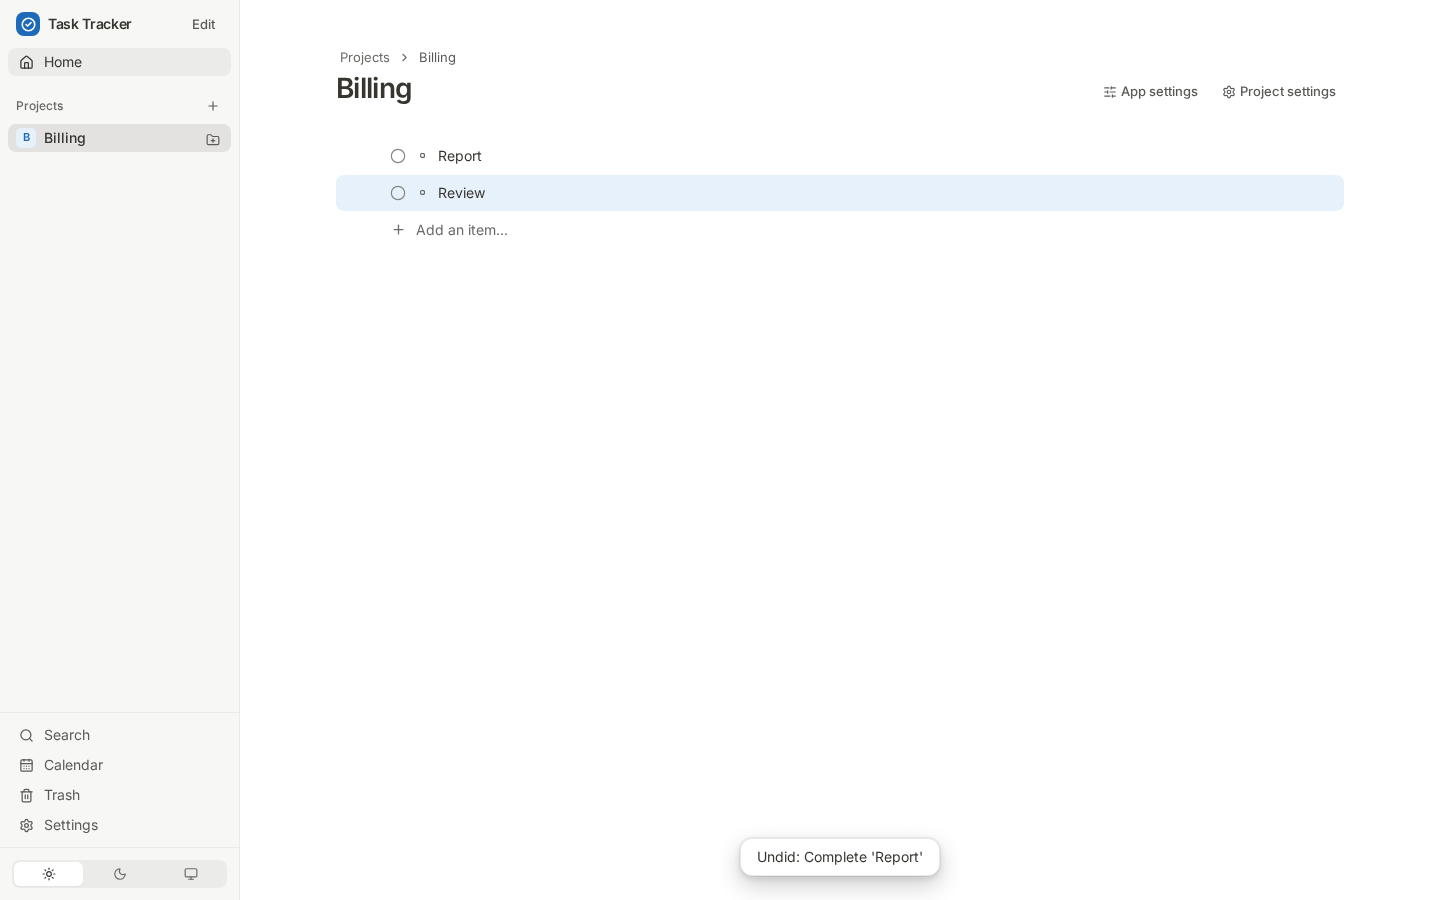 Task Tracker
Edit
Home
Projects
B
Billing
Search
Calendar
Trash
Settings
Projects
Billing
Billing
App settings
Project settings
Report
Review
Add an item...
Undid: Complete 'Report'